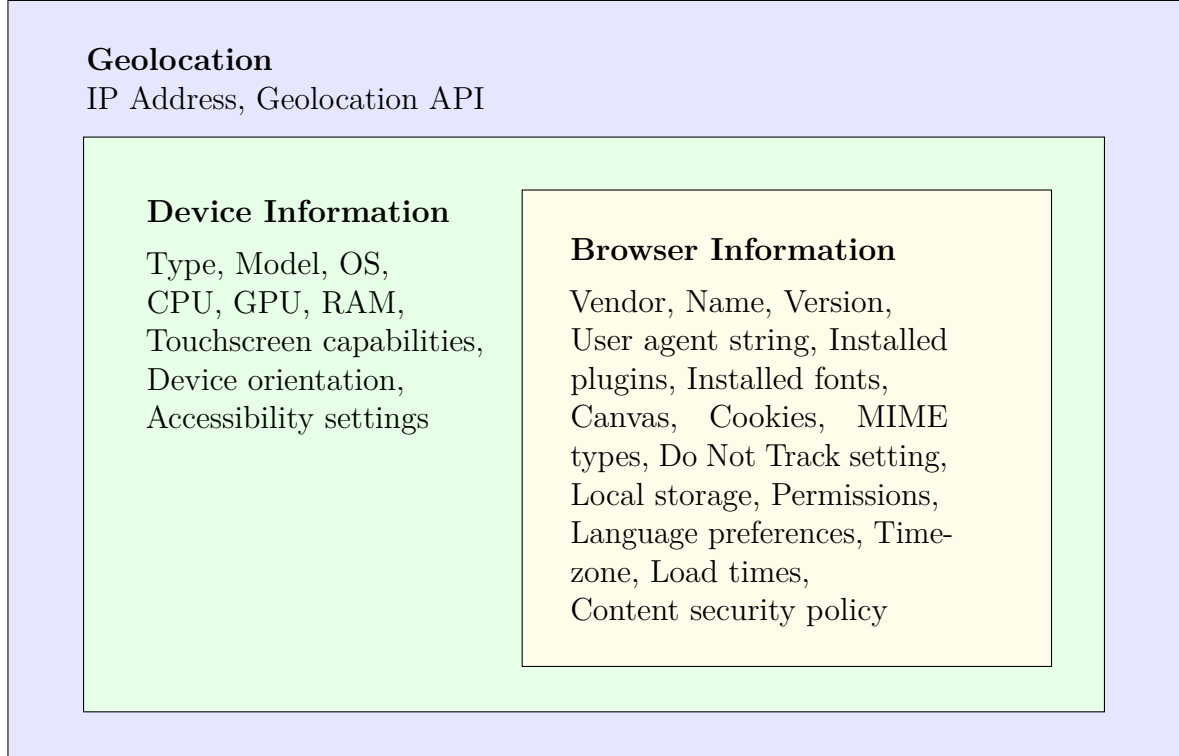 Geolocation
IP Address, Geolocation API
Device Information
Type, Model, OS,
CPU, GPU, RAM,
Touchscreen capabilities,
Device orientation,
Accessibility settings
Browser Information
Vendor, Name, Version,
User agent string, Installed
plugins, Installed fonts,
Canvas, Cookies, MIME
types, Do Not Track setting,
Local storage, Permissions,
Language preferences, Time-
zone, Load times,
Content security policy